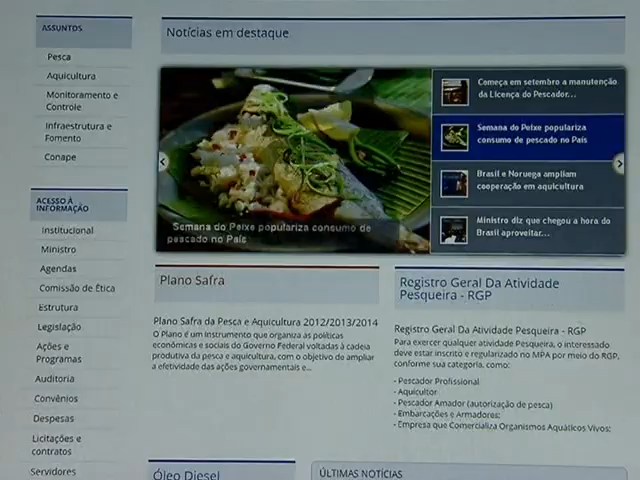 ASSUNTOS
Pesca
Aquicultura
Monitoramento e
Controle
Infraestrutura e
Fomento
Conape
ACESSO À
INFORMAÇÃO
Institucional
Ministro
Agendas
Comissão de Ética
Estrutura
Legislação
Ações e
Programas
Auditoria
Convênios
Despesas
Licitações e
contratos
Servidores
Notícias em destaque
Semana do Peixe populariza consumo de
pescado no País
Começa em setembro a manutenção
da Licença do Pescador...
Semana do Peixe populariza
consumo de pescado no País
Brasil e Noruega ampliam
cooperação em aquicultura
Ministro diz que chegou a hora do
Brasil aproveitar...
Plano Safra
Plano Safra da Pesca e Aquicultura 2012/2013/2014
O Plano é um instrumento que organiza as políticas
econômicas e sociais do Governo Federal voltadas à cadeia
produtiva da pesca e aquicultura, com o objetivo de ampliar
a efetividade das ações governamentais e...
Registro Geral Da Atividade
Pesqueira - RGP
Registro Geral Da Atividade Pesqueira - RGP
Para exercer qualquer atividade Pesqueira, o interessado
deve estar inscrito e regularizado no MPA por meio do RGP,
conforme sua categoria, como:
- Pescador Profissional
- Aquicultor
- Pescador Amador (autorização de pesca)
- Embarcações e Armadores;
- Empresa que Comercializa Organismos Aquáticos Vivos;
Óleo Diesel
ÚLTIMAS NOTÍCIAS